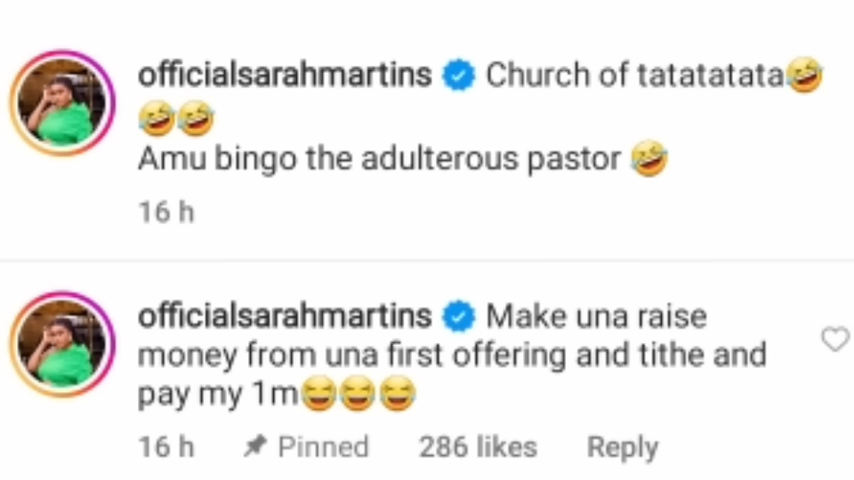 officialsarahmartins Church of tatatatata🤣
🤣🤣
Amu bingo the adulterous pastor 🤣
16 h
officialsarahmartins Make una raise
money from una first offering and tithe and
pay my 1m😂😂😂
16 h Pinned 286 likes Reply